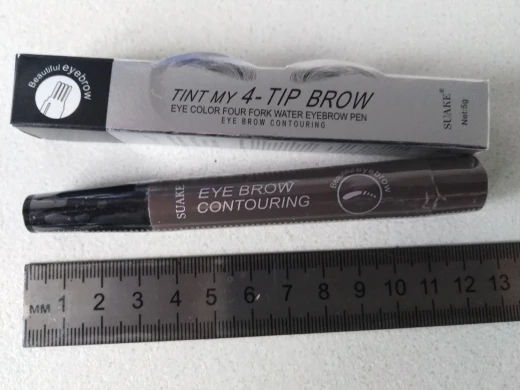 Beautiful eyebrow
TINT MY 4-TIP BROW
EYE COLOR FOUR FORK WATER EYEBROW PEN
EYE BROW CONTOURING
SUAKE®
Net:5g
SUAKE
EYE BROW
CONTOURING
Beautiful eyebrow
MM 1 2 3 4 5 6 7 8 9 10 11 12 13